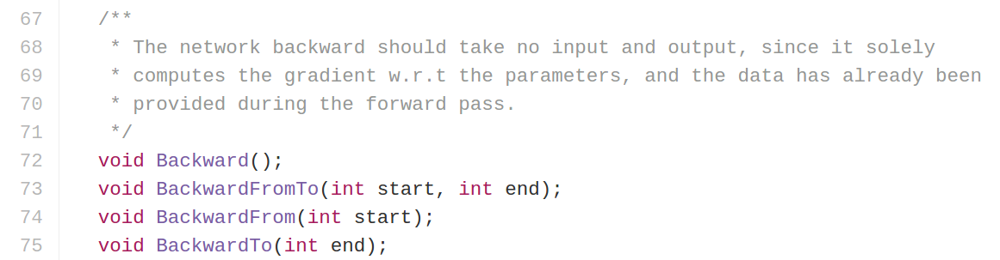 67 /**
68 * The network backward should take no input and output, since it solely
69 * computes the gradient w.r.t the parameters, and the data has already been
70 * provided during the forward pass.
71 */
72 void Backward();
73 void BackwardFromTo(int start, int end);
74 void BackwardFrom(int start);
75 void BackwardTo(int end);